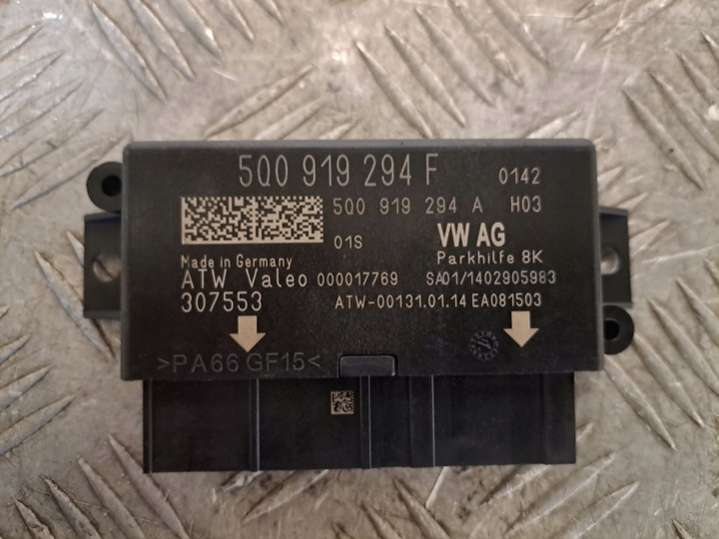 5Q0 919 294 F 0142
5Q0 919 294 A H03
01S VW AG
Made in Germany Parkhilfe 8K
ATW Valeo 000017769 SA01/1402905983
307553 ATW-00131.01.14 EA081503
>PA66 GF15<